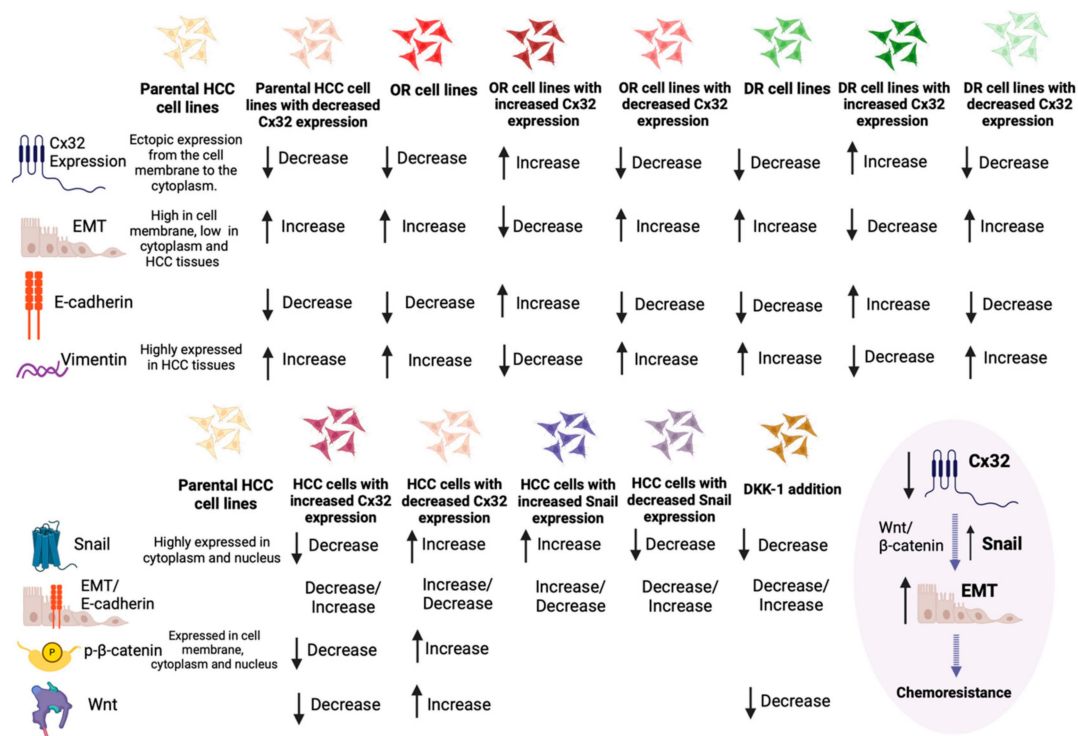 Parental HCC
cell lines
Parental HCC cell
lines with decreased
Cx32 expression
OR cell lines
OR cell lines with
increased Cx32
expression
OR cell lines with
decreased Cx32
expression
DR cell lines
DR cell lines with
increased Cx32
expression
DR cell lines with
decreased Cx32
expression
Cx32
Expression
Ectopic expression
from the cell
membrane to the
cytoplasm.
Decrease
Decrease
Increase
Decrease
Decrease
Increase
Decrease
EMT
High in cell
membrane, low in
cytoplasm and
HCC tissues
Increase
Increase
Decrease
Increase
Increase
Decrease
Increase
E-cadherin
Decrease
Decrease
Increase
Decrease
Decrease
Increase
Decrease
Vimentin
Highly expressed
in HCC tissues
Increase
Increase
Decrease
Increase
Increase
Decrease
Increase
Parental HCC
cell lines
HCC cells with
increased Cx32
expression
HCC cells with
decreased Cx32
expression
HCC cells with
increased Snail
expression
HCC cells with
decreased Snail
expression
DKK-1 addition
Snail
Highly expressed in
cytoplasm and nucleus
Decrease
Increase
Increase
Decrease
Decrease
EMT/
E-cadherin
Decrease/
Increase
Increase/
Decrease
Increase/
Decrease
Decrease/
Increase
Decrease/
Increase
P
p-β-catenin
Expressed in cell
membrane,
cytoplasm and nucleus
Decrease
Increase
Wnt
Decrease
Increase
Decrease
Cx32
Wnt/
β-catenin
Snail
EMT
Chemoresistance